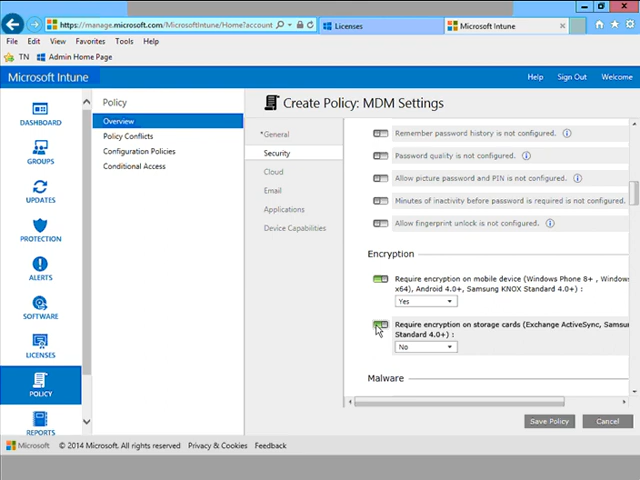 https://manage.microsoft.com/MicrosoftIntune/Home?account
Licenses
Microsoft Intune
File Edit View Favorites Tools Help
TN Admin Home Page
Microsoft Intune
Help Sign Out Welcome
DASHBOARD
GROUPS
UPDATES
PROTECTION
ALERTS
SOFTWARE
LICENSES
POLICY
REPORTS
Policy
Overview
Policy Conflicts
Configuration Policies
Conditional Access
Create Policy: MDM Settings
*General
Security
Cloud
Email
Applications
Device Capabilities
Remember password history is not configured.
Password quality is not configured.
Allow picture password and PIN is not configured.
Minutes of inactivity before password is required is not configured.
Allow fingerprint unlock is not configured.
Encryption
Require encryption on mobile device (Windows Phone 8+ , Windows
x64), Android 4.0+, Samsung KNOX Standard 4.0+) :
Yes
Require encryption on storage cards (Exchange ActiveSync, Samsu
Standard 4.0+) :
No
Malware
Save Policy Cancel
Microsoft © 2014 Microsoft. All rights reserved Privacy & Cookies Feedback